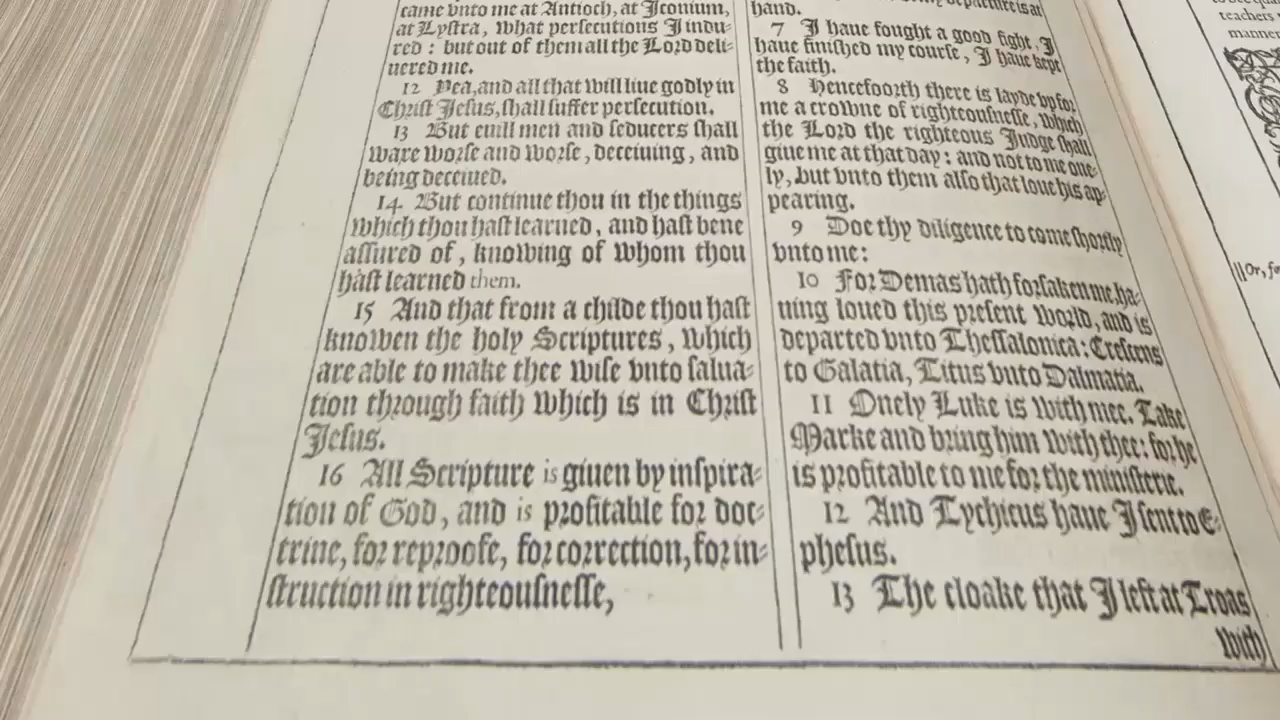 came vnto me at Antioch, at Iconium,
at Lystra, what persecutions I indu-
red: but out of them all the Lord deli-
uered me.
12 Yea, and all that will liue godly in
Christ Iesus, shall suffer persecution.
13 But euill men and seducers shall
waxe worse and worse, deceiuing, and
being deceiued.
14 But continue thou in the things
which thou hast learned, and hast bene
assured of, knowing of whom thou
hast learned them.
15 And that from a childe thou hast
knowen the holy Scriptures, which
are able to make thee wise vnto salua-
tion through faith which is in Christ
Iesus.
16 All Scripture is giuen by inspira-
tion of God, and is profitable for doc-
trine, for reproofe, for correction, for in-
struction in righteousnesse,
departure is at
hand.
7 I haue fought a good fight, I
haue finished my course, I haue kept
the faith.
8 Hencefoorth there is layde vp for
me a crowne of righteousnesse, which
the Lord the righteous Iudge shall
giue me at that day: and not to me one-
ly, but vnto them also that loue his ap-
pearing.
9 Doe thy diligence to come shortly
vnto me:
10 For Demas hath forsaken me, ha-
uing loued this present world, and is
departed vnto Thessalonica: Crescens
to Galatia, Titus vnto Dalmatia.
11 Onely Luke is with mee. Take
Marke and bring him with thee: for he
is profitable to me for the ministerie.
12 And Tychicus haue I sent to E-
phesus.
13 The cloake that I left at Troas
with
teachers
manner
||Or,